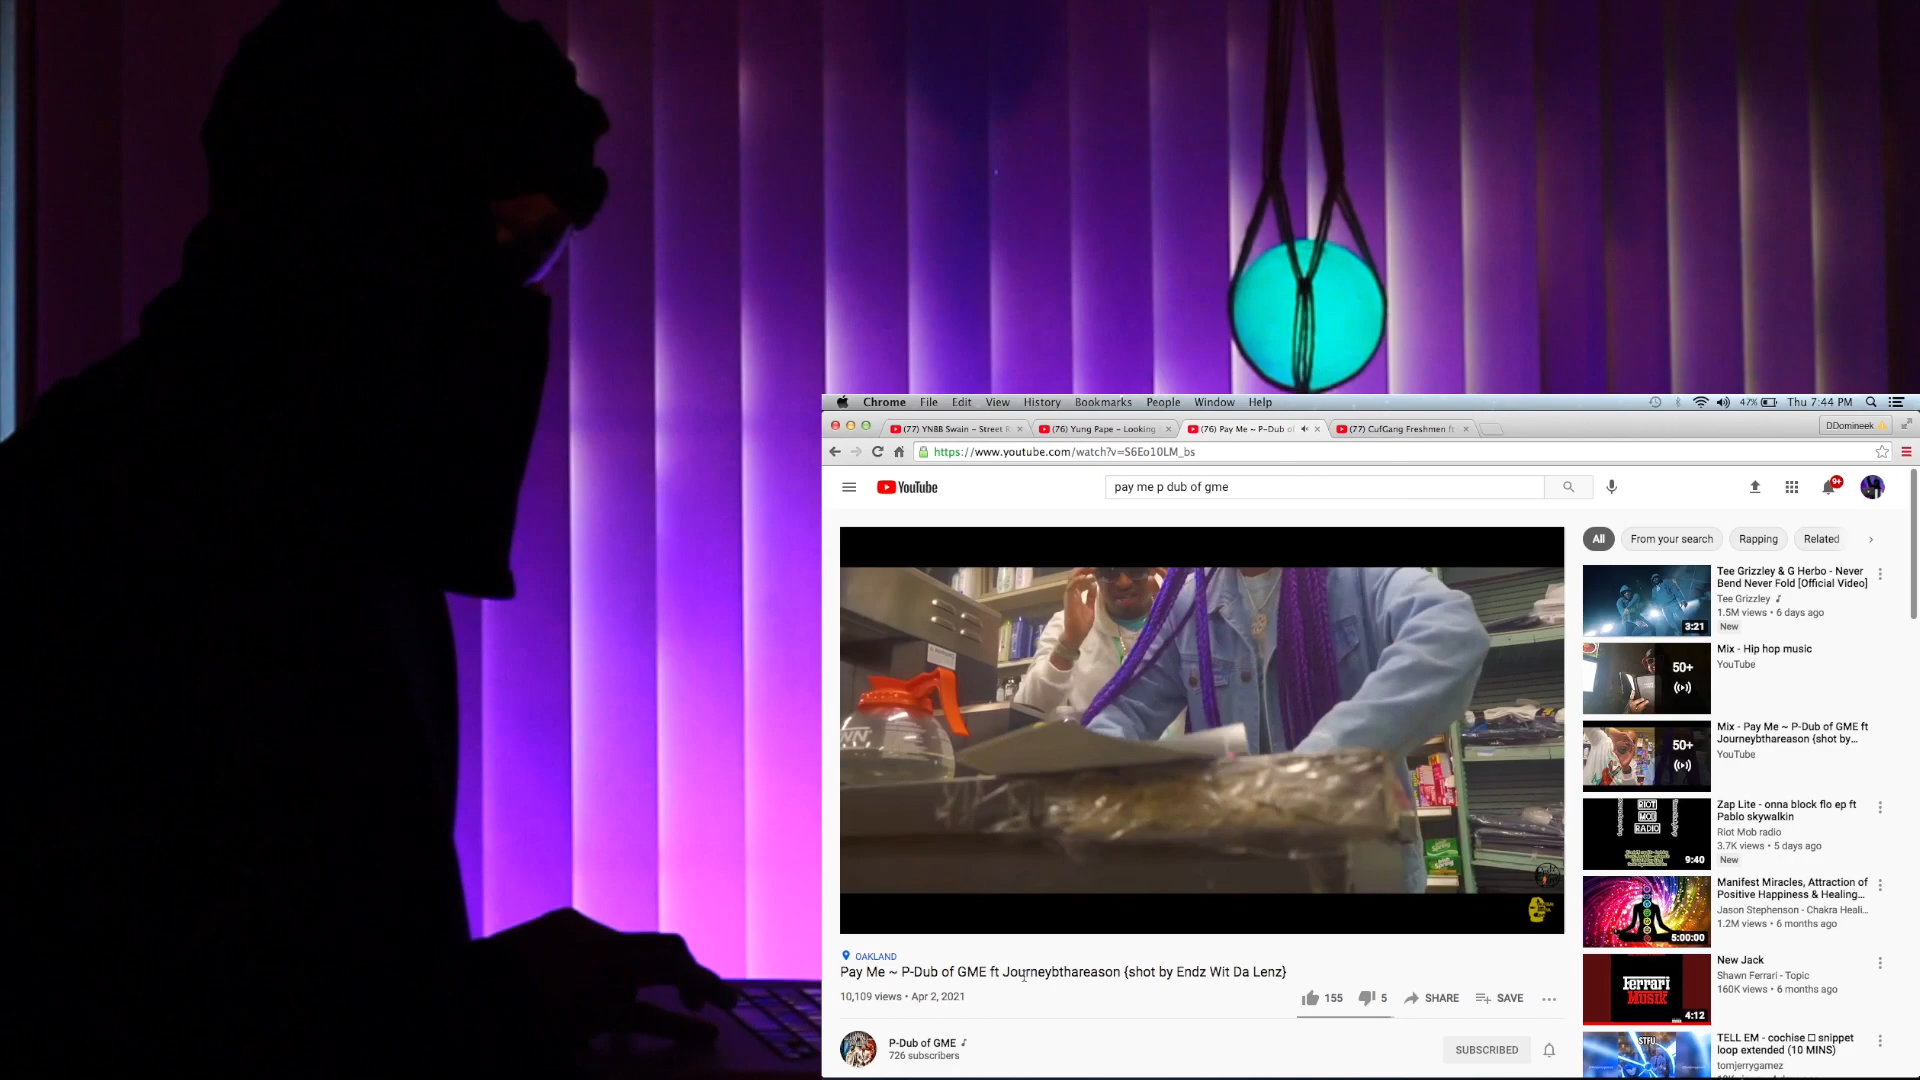 Chrome File Edit View History Bookmarks People Window Help
47% Thu 7:44 PM
(77) YNBB Swain – Street
(76) Yung Pape – Looking
(76) Pay Me ~ P-Dub of
(77) CufGang Freshmen ft
DDomineek
https://www.youtube.com/watch?v=S6Eo10LM_bs
YouTube
pay me p dub of gme
9+
All
From your search
Rapping
Related
OAKLAND
Pay Me ~ P-Dub of GME ft Journeybthareason {shot by Endz Wit Da Lenz}
10,109 views • Apr 2, 2021
155
5
SHARE
SAVE
P-Dub of GME
726 subscribers
SUBSCRIBED
3:21
Tee Grizzley & G Herbo - Never
Bend Never Fold [Official Video]
Tee Grizzley
1.5M views • 6 days ago
New
50+
Mix - Hip hop music
YouTube
50+
Mix - Pay Me ~ P-Dub of GME ft
Journeybthareason {shot by...
YouTube
RIOT
MOB
RADIO
9:40
Zap Lite - onna block flo ep ft
Pablo skywalkin
Riot Mob radio
3.7K views • 5 days ago
New
5:00:00
Manifest Miracles, Attraction of
Positive Happiness & Healing...
Jason Stephenson - Chakra Heali...
1.2M views • 6 months ago
Ferrari
MUSIK
4:12
New Jack
Shawn Ferrari - Topic
160K views • 6 months ago
STFU
TELL EM - cochise □ snippet
loop extended (10 MINS)
tomjerrygamez